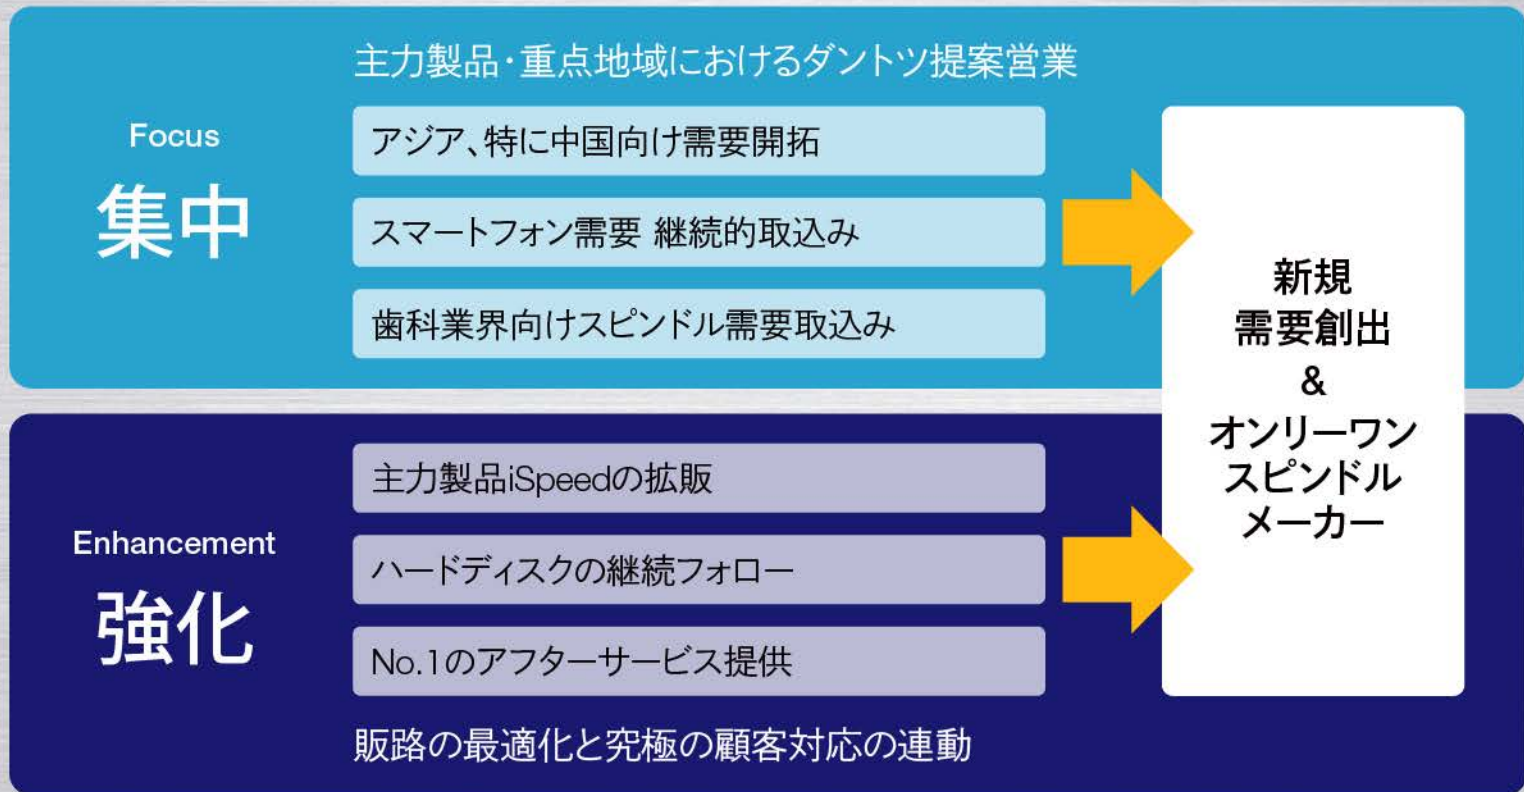 主力製品・重点地域におけるダントツ提案営業
Focus
集中
アジア、特に中国向け需要開拓
スマートフォン需要 継続的取込み
歯科業界向けスピンドル需要取込み
Enhancement
強化
主力製品iSpeedの拡販
ハードディスクの継続フォロー
No.1のアフターサービス提供
販路の最適化と究極の顧客対応の連動
新規
需要創出
&
オンリーワン
スピンドル
メーカー